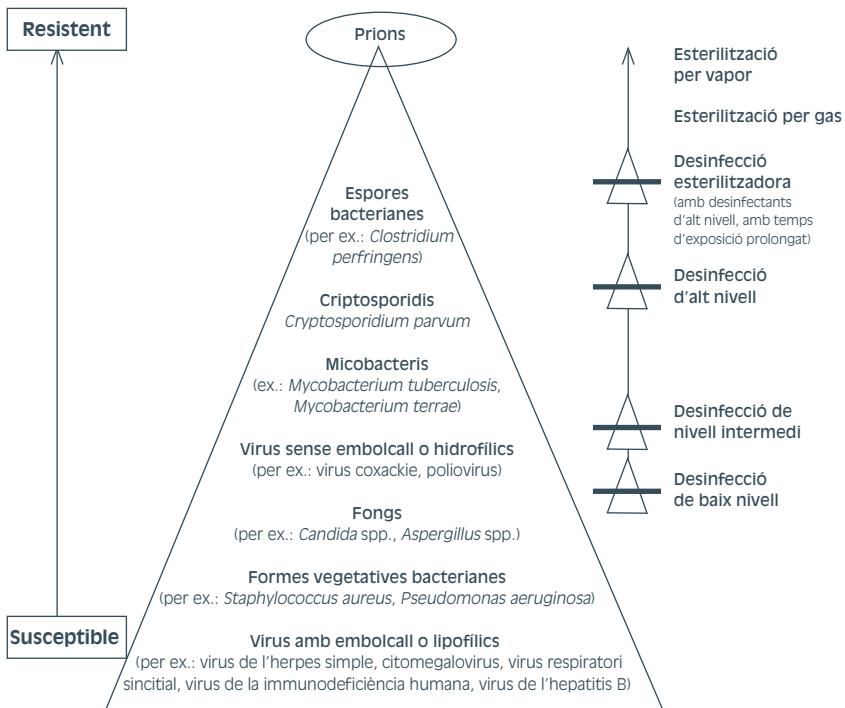 Resistent
Susceptible
Prions
Espores
bacterianes
(per ex.: Clostridium
perfringens)
Criptosporidis
Cryptosporidium parvum
Micobacteris
(ex.: Mycobacterium tuberculosis,
Mycobacterium terrae)
Virus sense embolcall o hidrofílics
(per ex.: virus coxackie, poliovirus)
Fongs
(per ex.: Candida spp., Aspergillus spp.)
Formes vegetatives bacterianes
(per ex.: Staphylococcus aureus, Pseudomonas aeruginosa)
Virus amb embolcall o lipofílics
(per ex.: virus de l’herpes simple, citomegalovirus, virus respiratori
sincitial, virus de la immunodeficiència humana, virus de l’hepatitis B)
Esterilització
per vapor
Esterilització per gas
Desinfecció
esterilitzadora
(amb desinfectants
d’alt nivell, amb temps
d’exposició prolongat)
Desinfecció
d’alt nivell
Desinfecció de
nivell intermedi
Desinfecció
de baix nivell